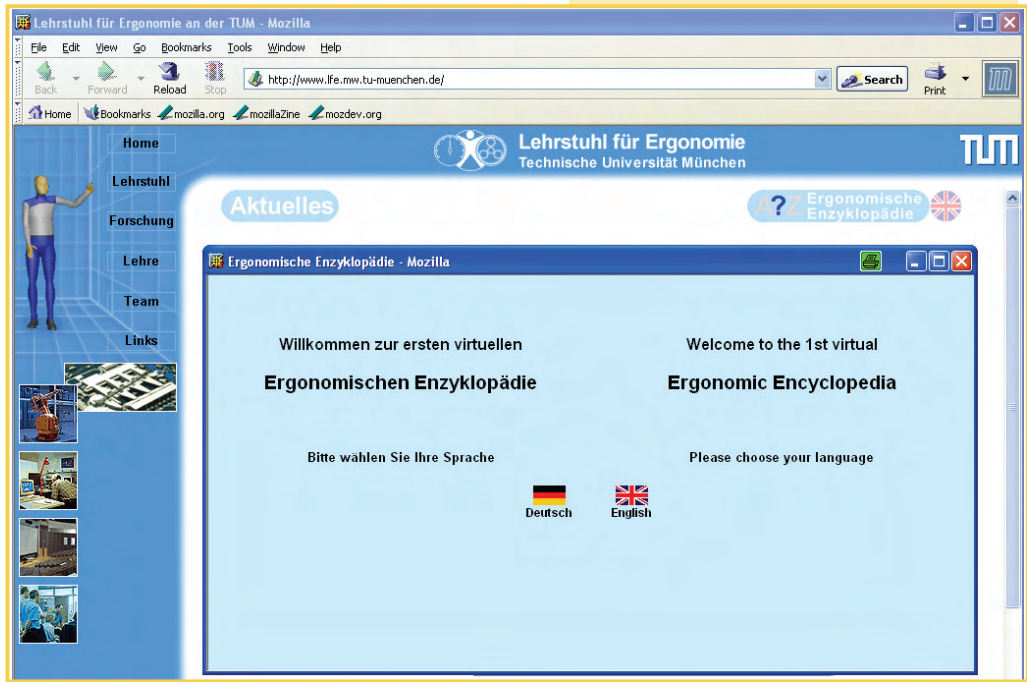 Lehrstuhl für Ergonomie an der TUM - Mozilla
File Edit View Go Bookmarks Tools Window Help
Back Forward Reload Stop http://www.lfe.mw.tu-muenchen.de/ Search Print
Home Bookmarks mozilla.org mozillaZine mozdev.org
Home
Lehrstuhl
Forschung
Lehre
Team
Links
Lehrstuhl für Ergonomie
Technische Universität München
TUM
Aktuelles
A?Z Ergonomische
Enzyklopädie
Ergonomische Enzyklopädie - Mozilla
Willkommen zur ersten virtuellen
Ergonomischen Enzyklopädie
Bitte wählen Sie Ihre Sprache
Welcome to the 1st virtual
Ergonomic Encyclopedia
Please choose your language
Deutsch English